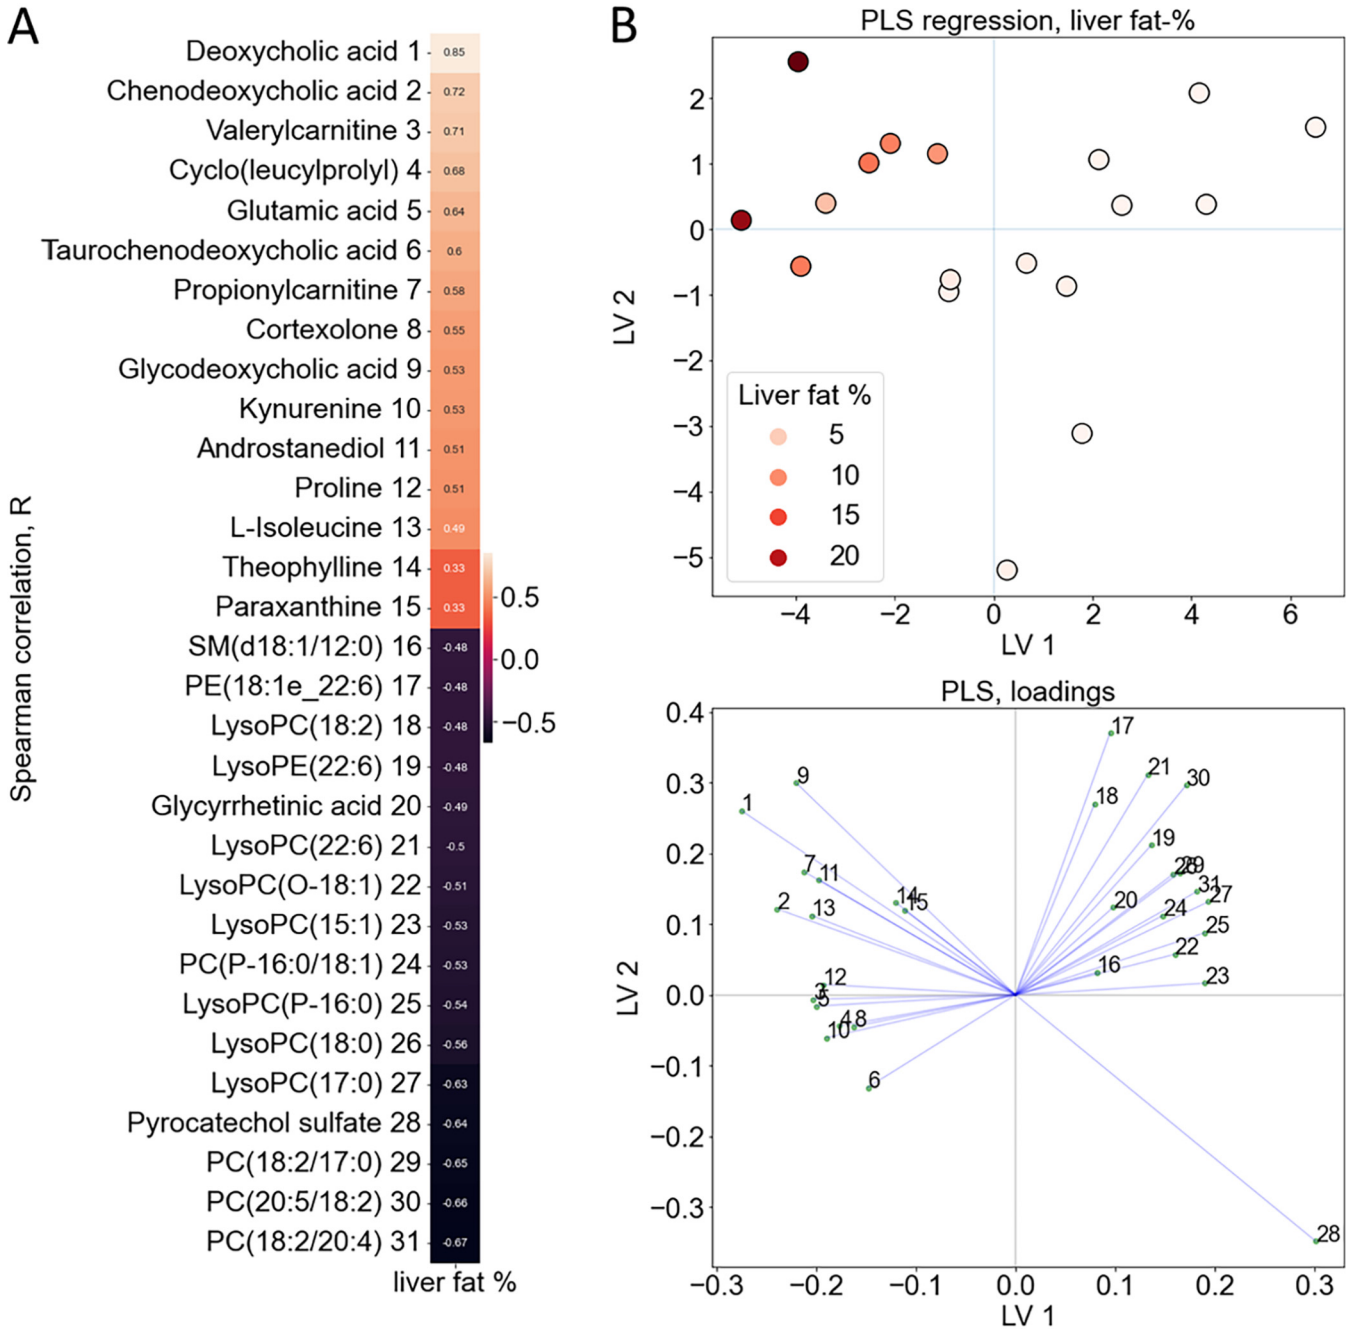 A
Deoxycholic acid 1 0.85
Chenodeoxycholic acid 2 0.72
Valerylcarnitine 3 0.71
Cyclo(leucylprolyl) 4 0.68
Glutamic acid 5 0.64
Taurochenodeoxycholic acid 6 0.6
Propionylcarnitine 7 0.58
Cortexolone 8 0.55
Glycodeoxycholic acid 9 0.53
Kynurenine 10 0.53
Androstanediol 11 0.51
Proline 12 0.51
L-Isoleucine 13 0.49
Theophylline 14 0.33
Paraxanthine 15 0.33
SM(d18:1/12:0) 16 -0.48
PE(18:1e_22:6) 17 -0.48
LysoPC(18:2) 18 -0.48
LysoPE(22:6) 19 -0.48
Glycyrrhetinic acid 20 -0.49
LysoPC(22:6) 21 -0.5
LysoPC(O-18:1) 22 -0.51
LysoPC(15:1) 23 -0.53
PC(P-16:0/18:1) 24 -0.53
LysoPC(P-16:0) 25 -0.54
LysoPC(18:0) 26 -0.56
LysoPC(17:0) 27 -0.63
Pyrocatechol sulfate 28 -0.64
PC(18:2/17:0) 29 -0.65
PC(20:5/18:2) 30 -0.66
PC(18:2/20:4) 31 -0.67
liver fat %
Spearman correlation, R
0.5
0.0
−0.5
B
PLS regression, liver fat-%
2
1
0
−1
−2
−3
−4
−5
LV 2
Liver fat %
5
10
15
20
−4 −2 0 2 4 6
LV 1
PLS, loadings
0.4
0.3
0.2
0.1
0.0
−0.1
−0.2
−0.3
LV 2
17
21
9
30
1
18
19
29
7
11
31
27
14
15
2
13
20
24
25
22
16
12
23
5
4
8
10
6
28
−0.3 −0.2 −0.1 0.0 0.1 0.2 0.3
LV 1